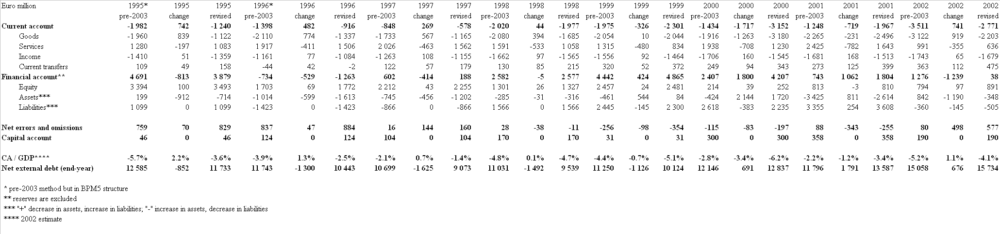 Euro million 1995* 1995 1995 1996* 1996 1996 1997 1997 1997 1998 1998 1998 1999 1999 1999 2000 2000 2000 2001 2001 2001 2002 2002 2002
pre-2003 change revised pre-2003 change revised pre-2003 change revised pre-2003 change revised pre-2003 change revised pre-2003 change revised pre-2003 change revised pre-2003 change revised
Current account -1 982 742 -1 240 -1 398 482 -916 -848 269 -578 -2 020 44 -1 977 -1 975 -326 -2 301 -1 434 -1 717 -3 152 -1 248 -719 -1 967 -3 511 741 -2 771
Goods -1 960 839 -1 122 -2 110 774 -1 337 -1 733 567 -1 165 -2 080 394 -1 685 -2 054 10 -2 044 -1 916 -1 263 -3 180 -2 265 -231 -2 496 -3 122 919 -2 203
Services 1 280 -197 1 083 1 917 -411 1 506 2 026 -463 1 562 1 591 -533 1 058 1 315 -480 834 1 938 -708 1 230 2 425 -782 1 643 991 -355 636
Income -1 410 51 -1 359 -1 161 77 -1 084 -1 263 108 -1 155 -1 662 97 -1 565 -1 556 92 -1 464 -1 706 160 -1 545 -1 681 168 -1 513 -1 743 65 -1 679
Current transfers 109 49 158 -44 42 -2 122 57 179 130 85 215 320 52 372 249 94 343 273 125 399 363 112 475
Financial account** 4 691 -813 3 879 -734 -529 -1 263 602 -414 188 2 582 -5 2 577 4 442 424 4 865 2 407 1 800 4 207 743 1 062 1 804 1 276 -1 239 38
Equity 3 394 100 3 493 1 703 69 1 772 2 212 43 2 255 1 301 26 1 327 2 457 24 2 481 214 39 252 813 -3 810 794 97 891
Assets*** 199 -912 -714 -1 014 -599 -1 613 -745 -456 -1 202 -285 -31 -316 -461 544 84 -424 2 144 1 720 -3 425 811 -2 614 842 -1 190 -348
Liabilities*** 1 099 0 1 099 -1 423 0 -1 423 -866 0 -866 1 566 0 1 566 2 445 -145 2 300 2 618 -383 2 235 3 355 254 3 608 -360 -145 -505
Net errors and omissions 759 70 829 837 47 884 16 144 160 28 -38 -11 -256 -98 -354 -115 -83 -197 88 -343 -255 80 498 577
Capital account 46 0 46 124 0 124 104 0 104 170 0 170 31 0 31 300 0 300 358 0 358 190 0 190
CA / GDP**** -5.7% 2.2% -3.6% -3.9% 1.3% -2.5% -2.1% 0.7% -1.4% -4.8% 0.1% -4.7% -4.4% -0.7% -5.1% -2.8% -3.4% -6.2% -2.2% -1.2% -3.4% -5.2% 1.1% -4.1%
Net external debt (end-year) 12 585 -852 11 733 11 743 -1 300 10 443 10 699 -1 625 9 073 11 031 -1 492 9 539 11 250 -1 126 10 124 12 146 691 12 837 11 796 1 791 13 587 15 058 676 15 734
* pre-2003 method but in BPM5 structure
** reserves are excluded
*** "+" decrease in assets, increase in liabilities; "-" increase in assets, decrease in liabilities
**** 2002 estimate